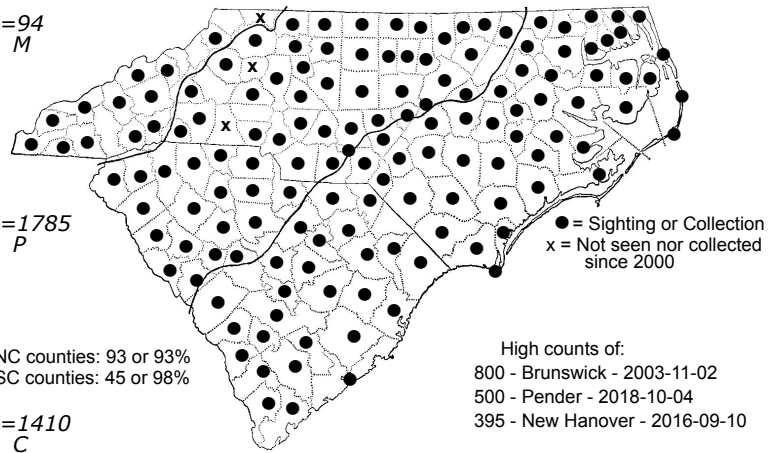 =94
M
=1785
P
= Sighting or Collection
x = Not seen nor collected
since 2000
NC counties: 93 or 93%
SC counties: 45 or 98%
High counts of:
800 - Brunswick - 2003-11-02
500 - Pender - 2018-10-04
395 - New Hanover - 2016-09-10
=1410
C
x
x
x